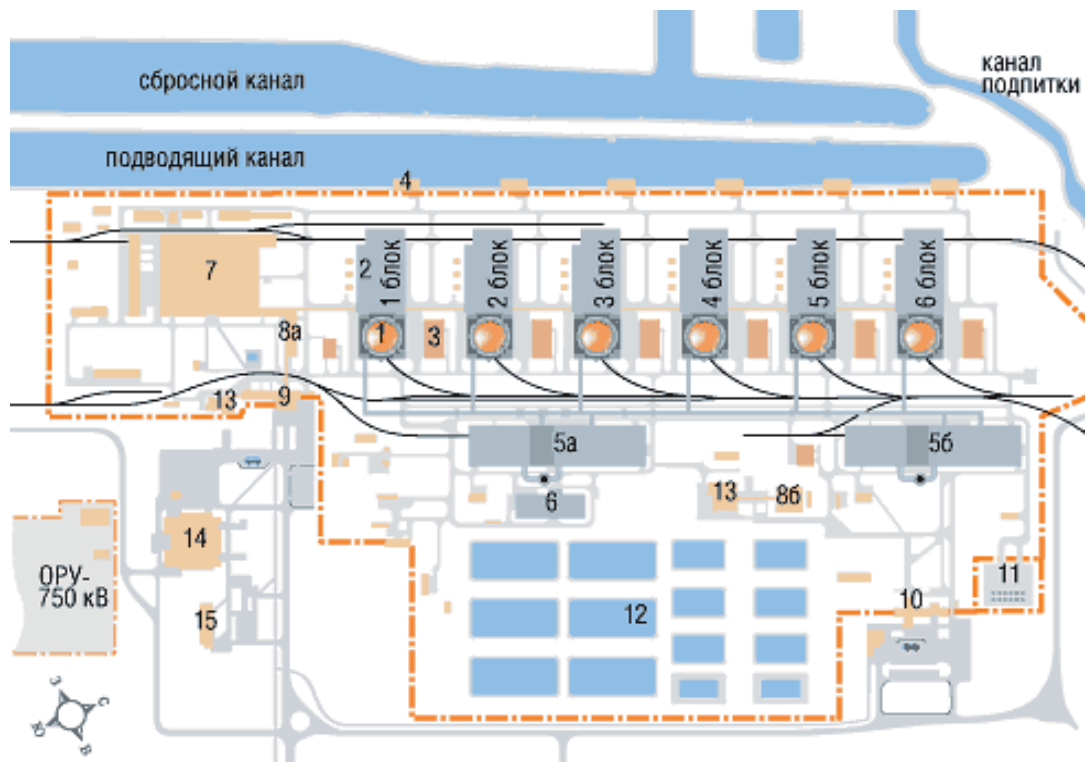 сбросной канал
канал
подпитки
подводящий канал
4
2
1 блок
2 блок
3 блок
4 блок
5 блок
6 блок
7
8а
1
3
13
9
5а
5б
6
13
8б
14
ОРУ-
750 кВ
15
12
10
11
З
С
Ю
В